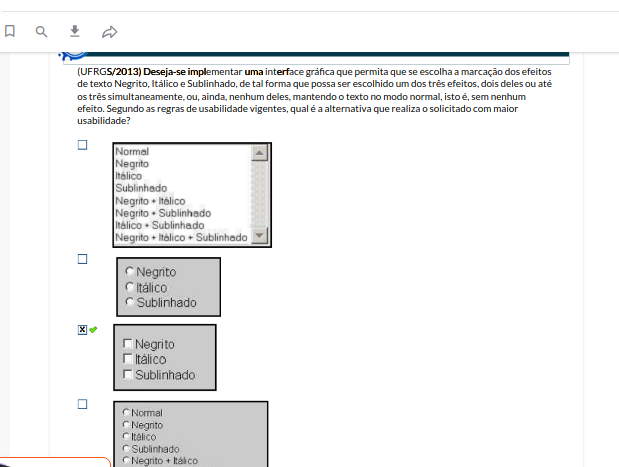 (UFRGS/2013) Deseja-se implementar uma interface gráfica que permita que se escolha a marcação dos efeitos
de texto Negrito, Itálico e Sublinhado, de tal forma que possa ser escolhido um dos três efeitos, dois deles ou até
os três simultaneamente, ou, ainda, nenhum deles, mantendo o texto no modo normal, isto é, sem nenhum
efeito. Segundo as regras de usabilidade vigentes, qual é a alternativa que realiza o solicitado com maior
usabilidade?
Normal
Negrito
Itálico
Sublinhado
Negrito + Itálico
Negrito + Sublinhado
Itálico + Sublinhado
Negrito + Itálico + Sublinhado
Negrito
Itálico
Sublinhado
Negrito
Itálico
Sublinhado
Normal
Negrito
Itálico
Sublinhado
Negrito + Itálico